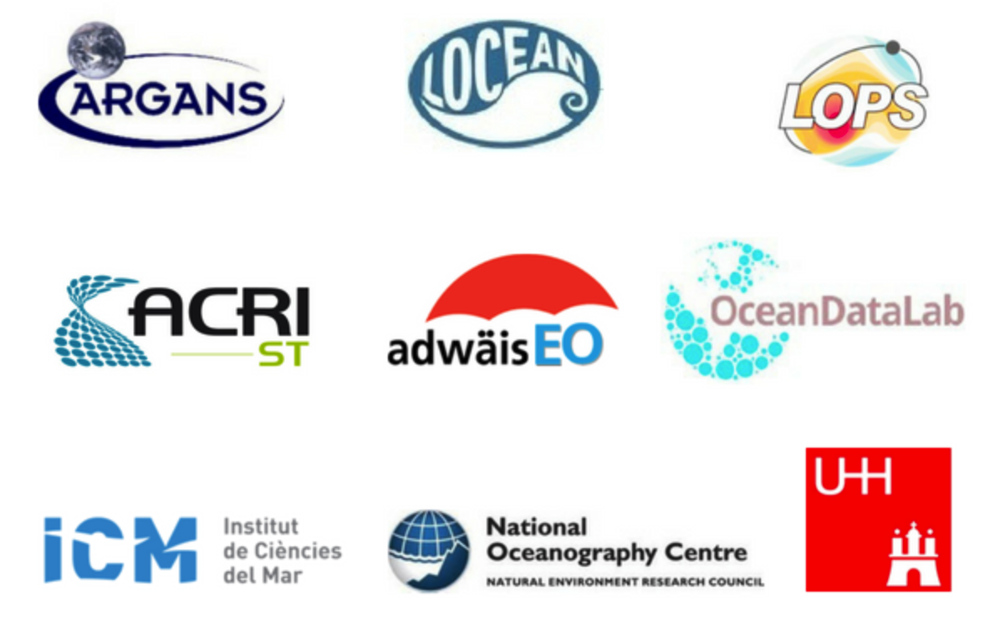 ARGANS
LOCEAN
LOPS
ACRI
ST
adwäisEO
OceanDataLab
iCM
Institut
de Ciències
del Mar
National
Oceanography Centre
NATURAL ENVIRONMENT RESEARCH COUNCIL
UHH